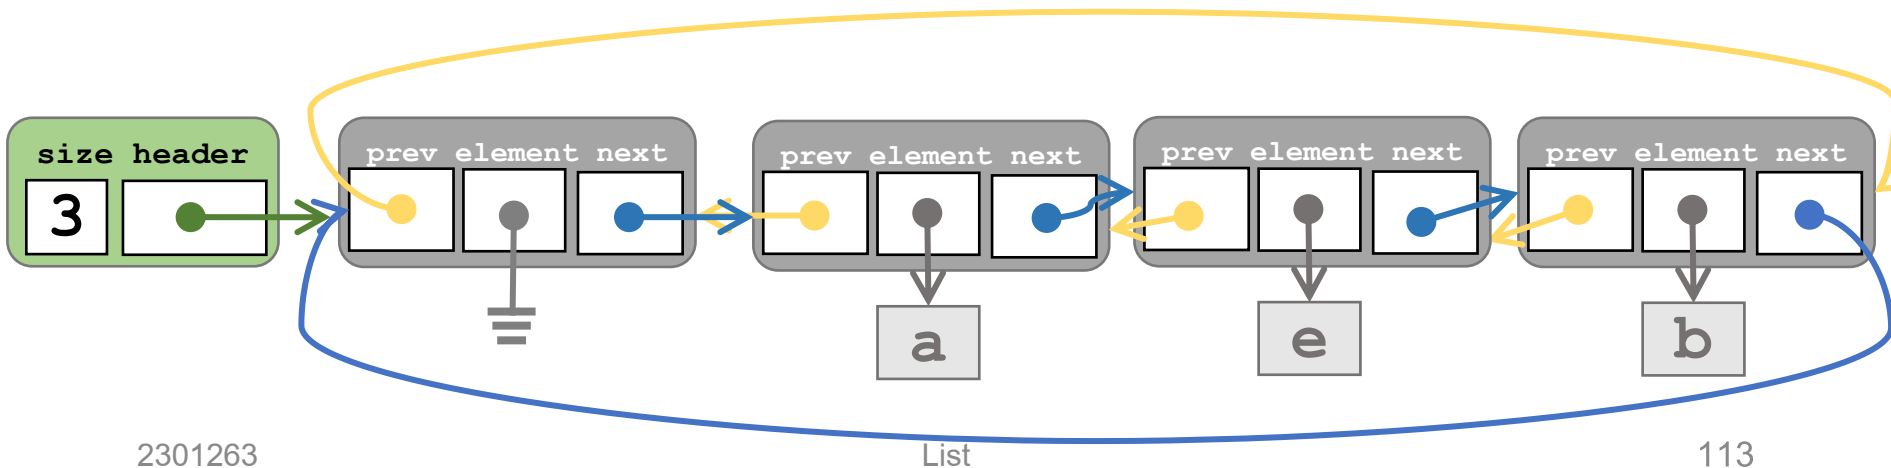 size header
3
prev element next
prev element next
prev element next
prev element next
a
e
b
2301263
List
113